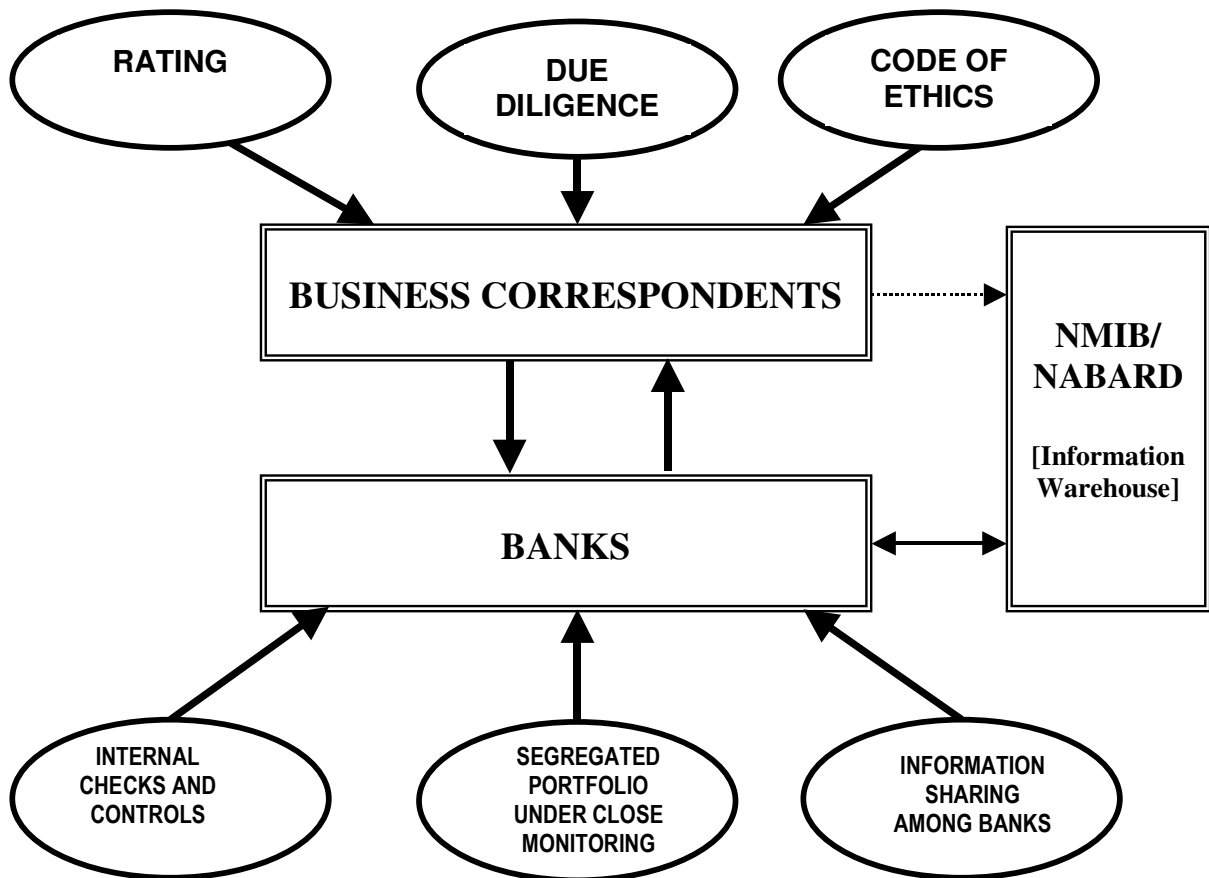 RATING
DUE
DILIGENCE
CODE OF
ETHICS
BUSINESS CORRESPONDENTS
NMIB/
NABARD
[Information
Warehouse]
BANKS
INTERNAL
CHECKS AND
CONTROLS
SEGREGATED
PORTFOLIO
UNDER CLOSE
MONITORING
INFORMATION
SHARING
AMONG BANKS